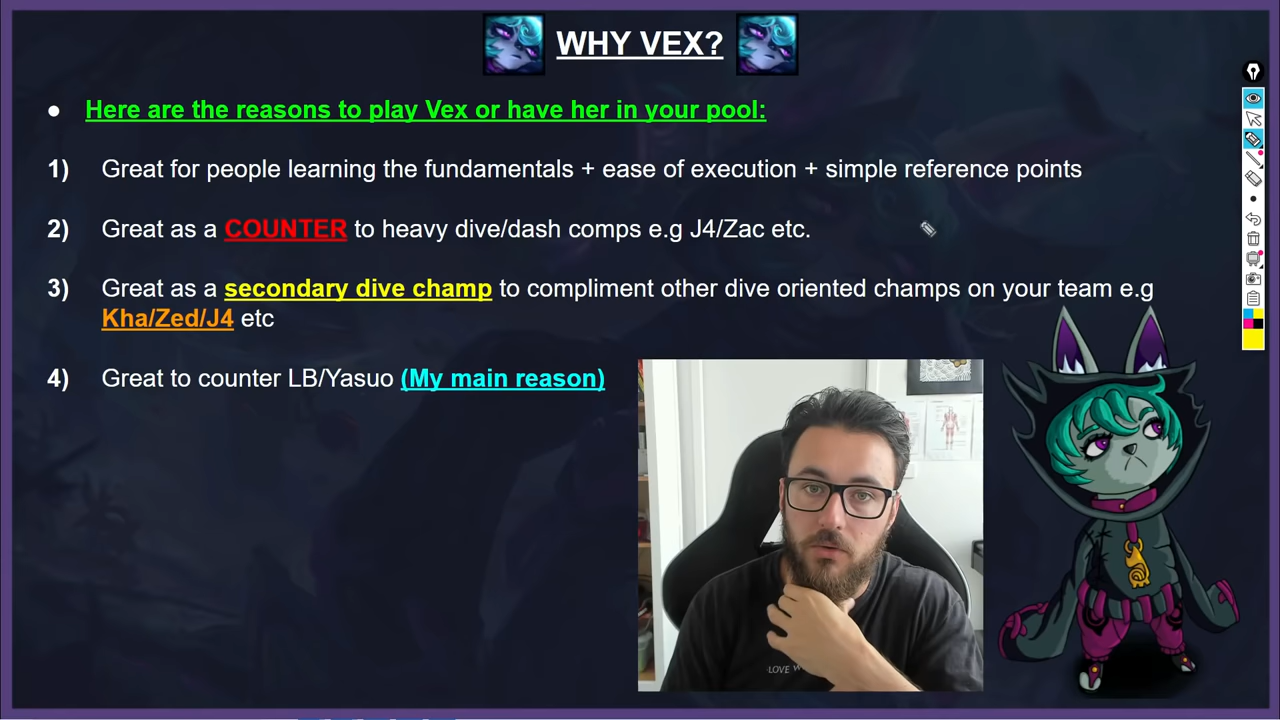 WHY VEX?
● Here are the reasons to play Vex or have her in your pool:
1) Great for people learning the fundamentals + ease of execution + simple reference points
2) Great as a COUNTER to heavy dive/dash comps e.g J4/Zac etc.
3) Great as a secondary dive champ to compliment other dive oriented champs on your team e.g
Kha/Zed/J4 etc
4) Great to counter LB/Yasuo (My main reason)
LOVE